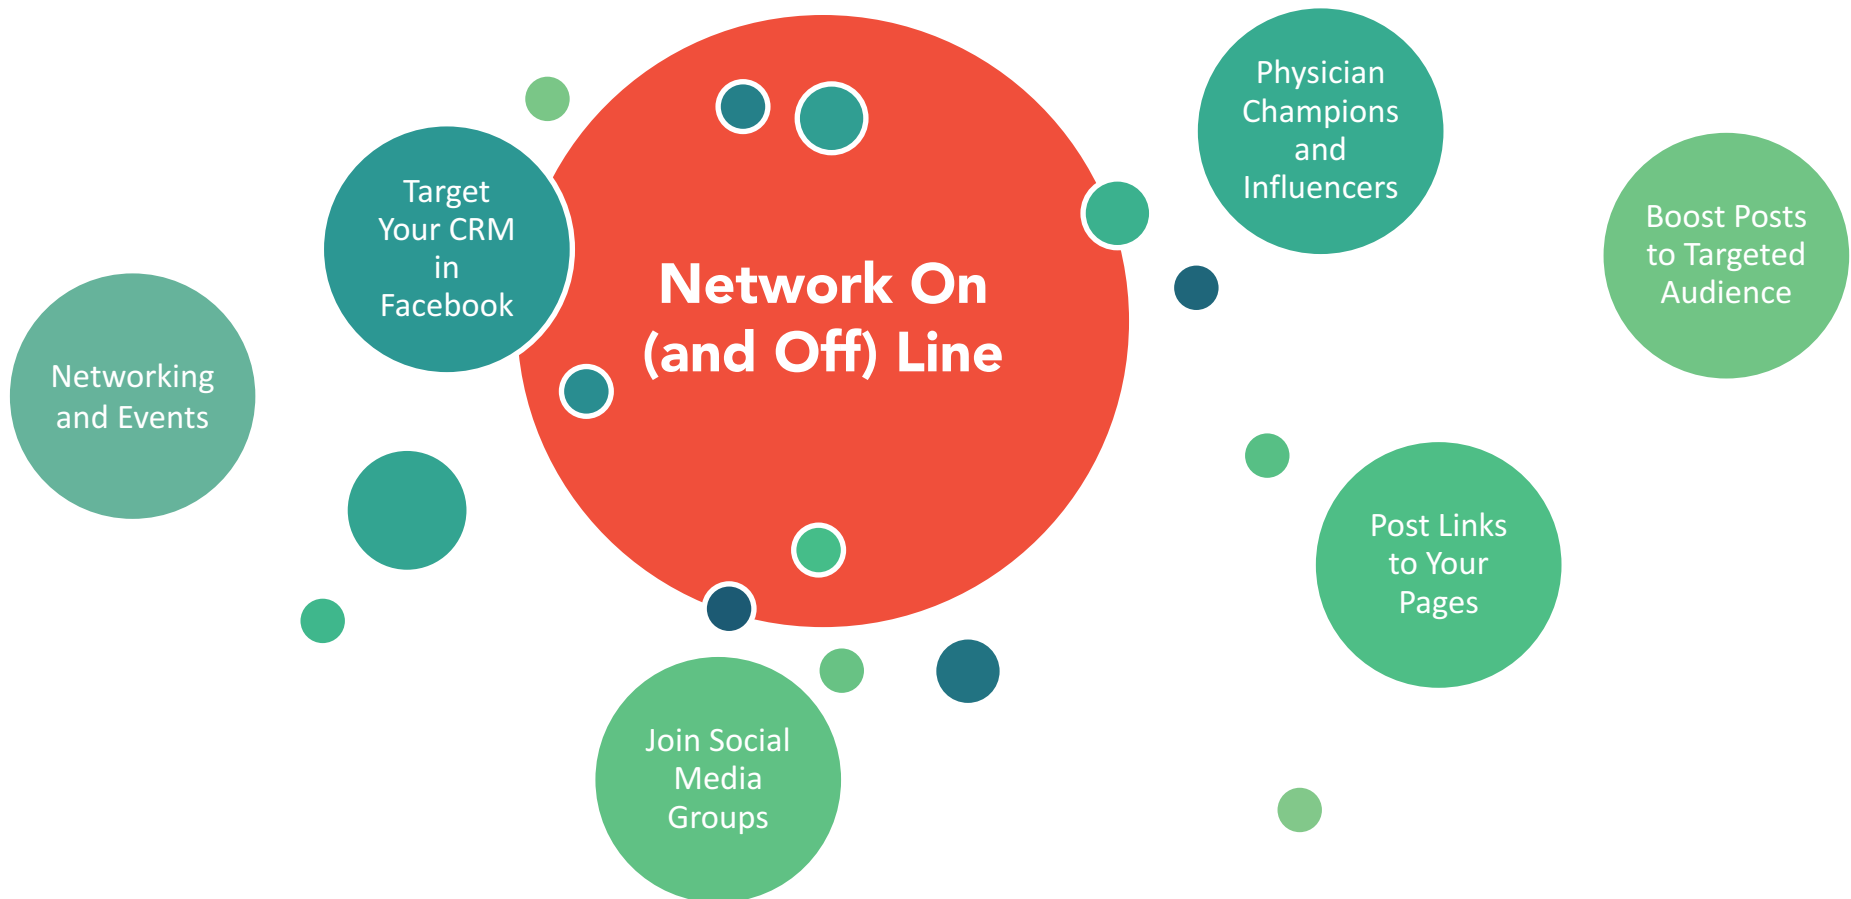 Network On
(and Off) Line
Target
Your CRM
in
Facebook
Networking
and Events
Physician
Champions
and
Influencers
Boost Posts
to Targeted
Audience
Post Links
to Your
Pages
Join Social
Media
Groups